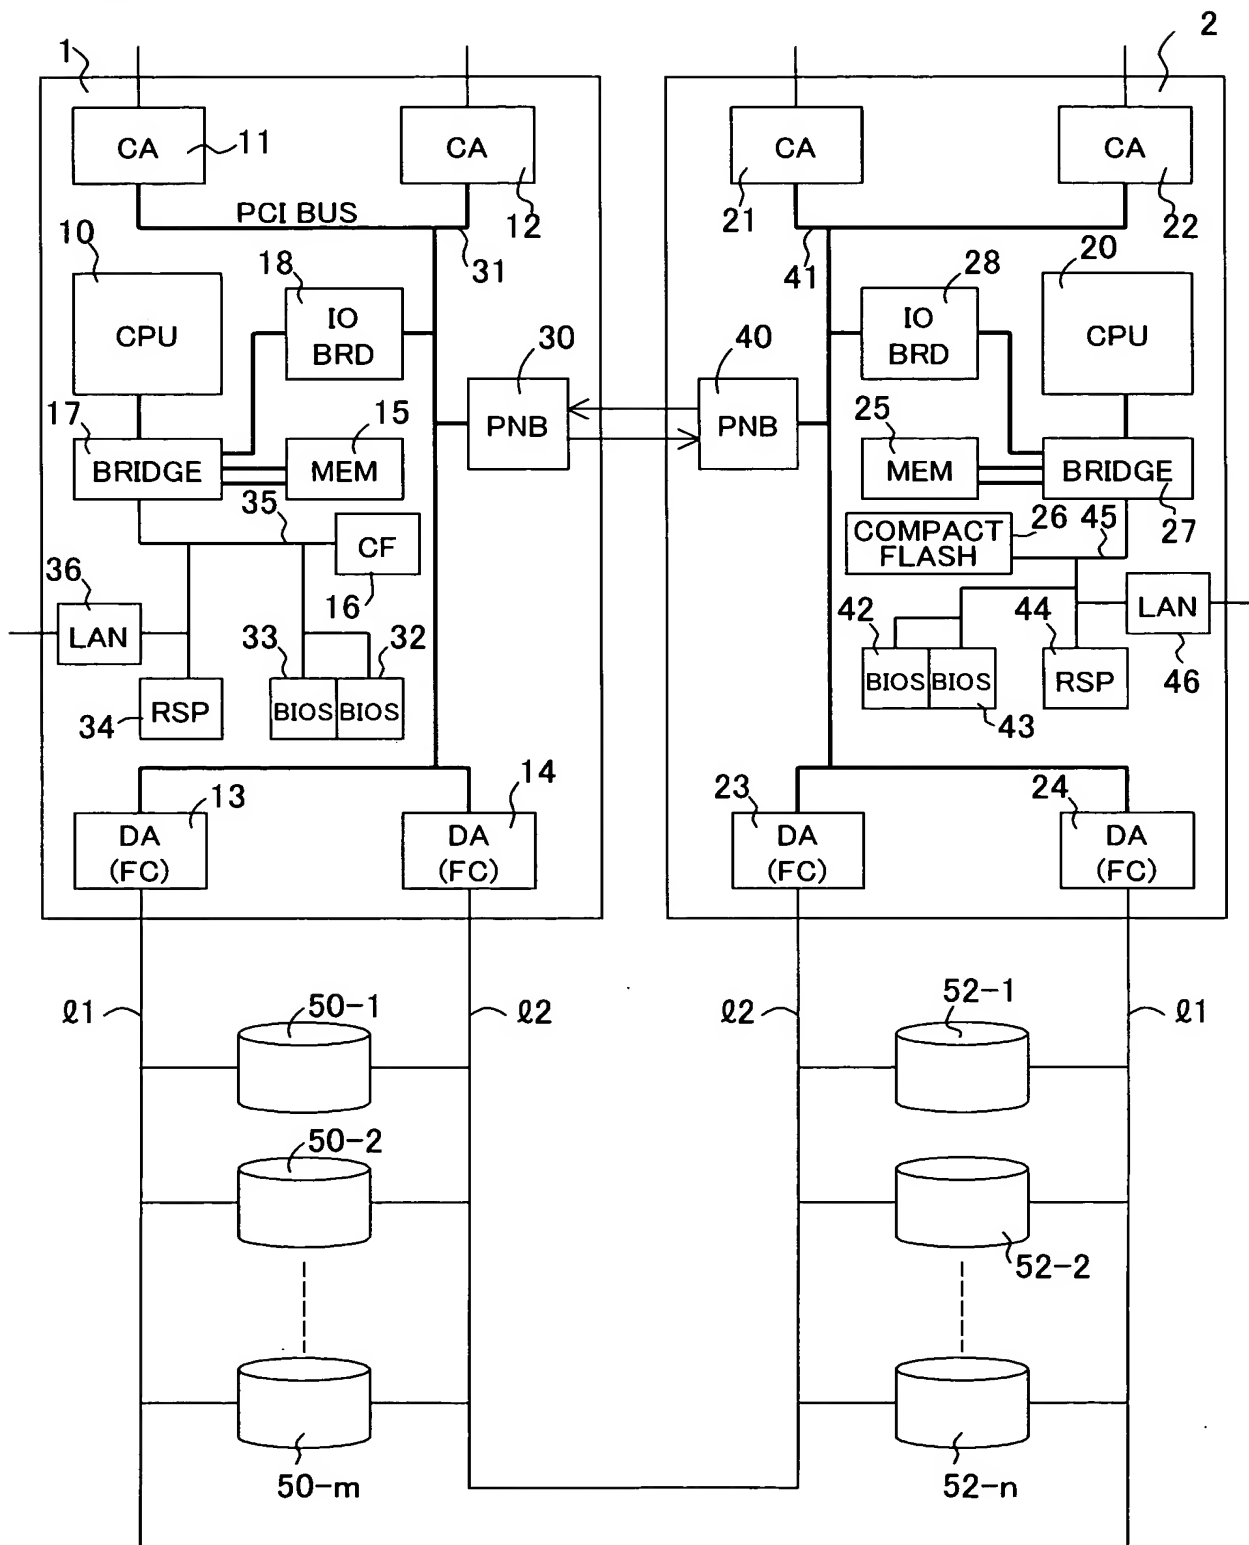 1
2
CA
11
CA
12
CA
21
CA
22
PCI BUS
31
41
10
18
28
20
CPU
IO
BRD
IO
BRD
CPU
30
40
PNB
PNB
17
15
25
BRIDGE
MEM
MEM
BRIDGE
27
35
CF
16
COMPACT
FLASH
26
45
36
LAN
33
32
42
44
LAN
46
34
RSP
BIOS
BIOS
BIOS
BIOS
43
RSP
13
14
23
24
DA
(FC)
DA
(FC)
DA
(FC)
DA
(FC)
ℓ1
50-1
ℓ2
ℓ2
52-1
ℓ1
50-2
52-2
50-m
52-n